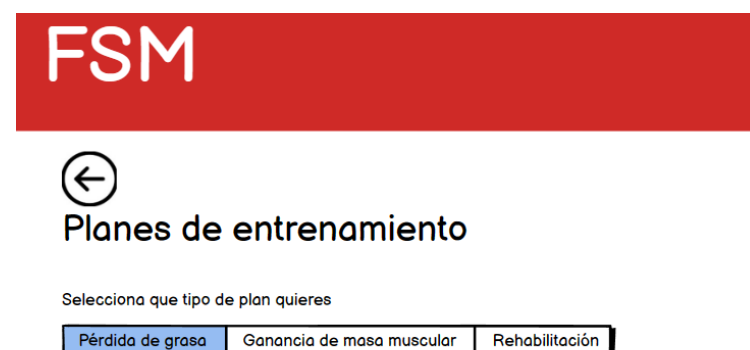 FSM
Planes de entrenamiento
Selecciona que tipo de plan quieres
Pérdida de grasa Ganancia de masa muscular Rehabilitación